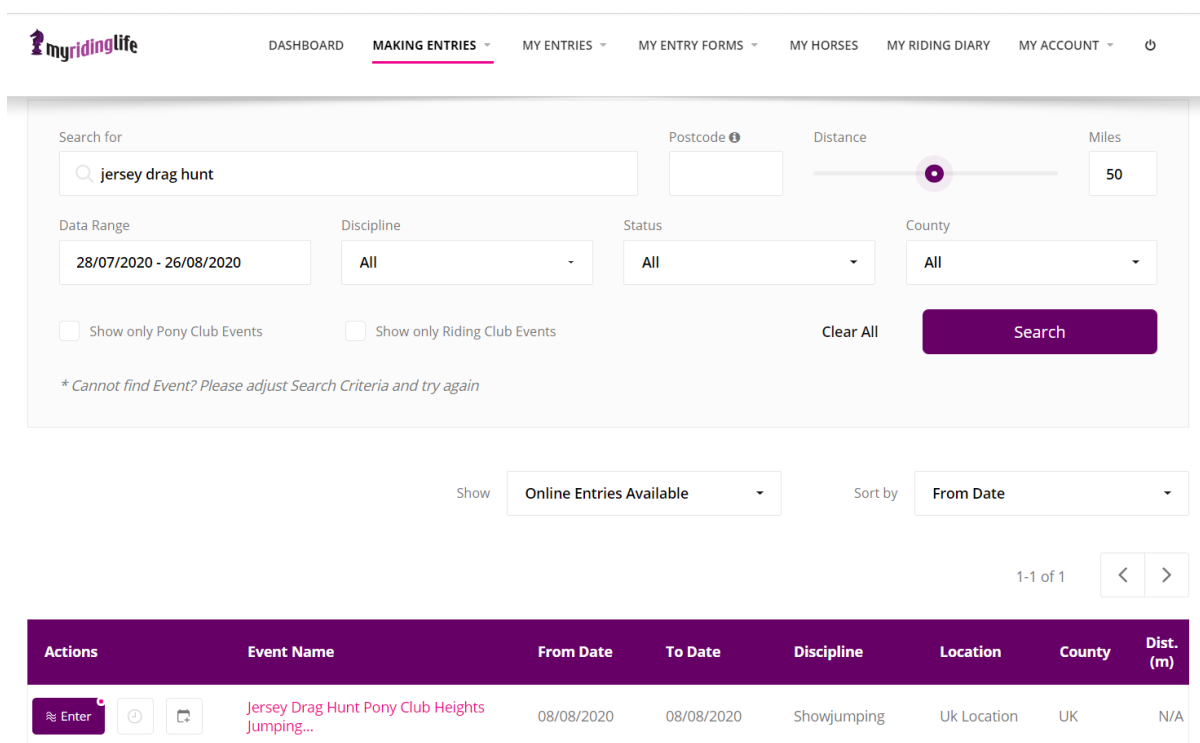 myridinglife
DASHBOARD MAKING ENTRIES MY ENTRIES MY ENTRY FORMS MY HORSES MY RIDING DIARY MY ACCOUNT
Search for Postcode Distance Miles
jersey drag hunt 50
Data Range Discipline Status County
28/07/2020 - 26/08/2020 All All All
Show only Pony Club Events Show only Riding Club Events Clear All Search
* Cannot find Event? Please adjust Search Criteria and try again
Show Online Entries Available Sort by From Date
1-1 of 1
Actions Event Name From Date To Date Discipline Location County Dist. (m)
Enter Jersey Drag Hunt Pony Club Heights 08/08/2020 08/08/2020 Showjumping Uk Location UK N/A
Jumping...